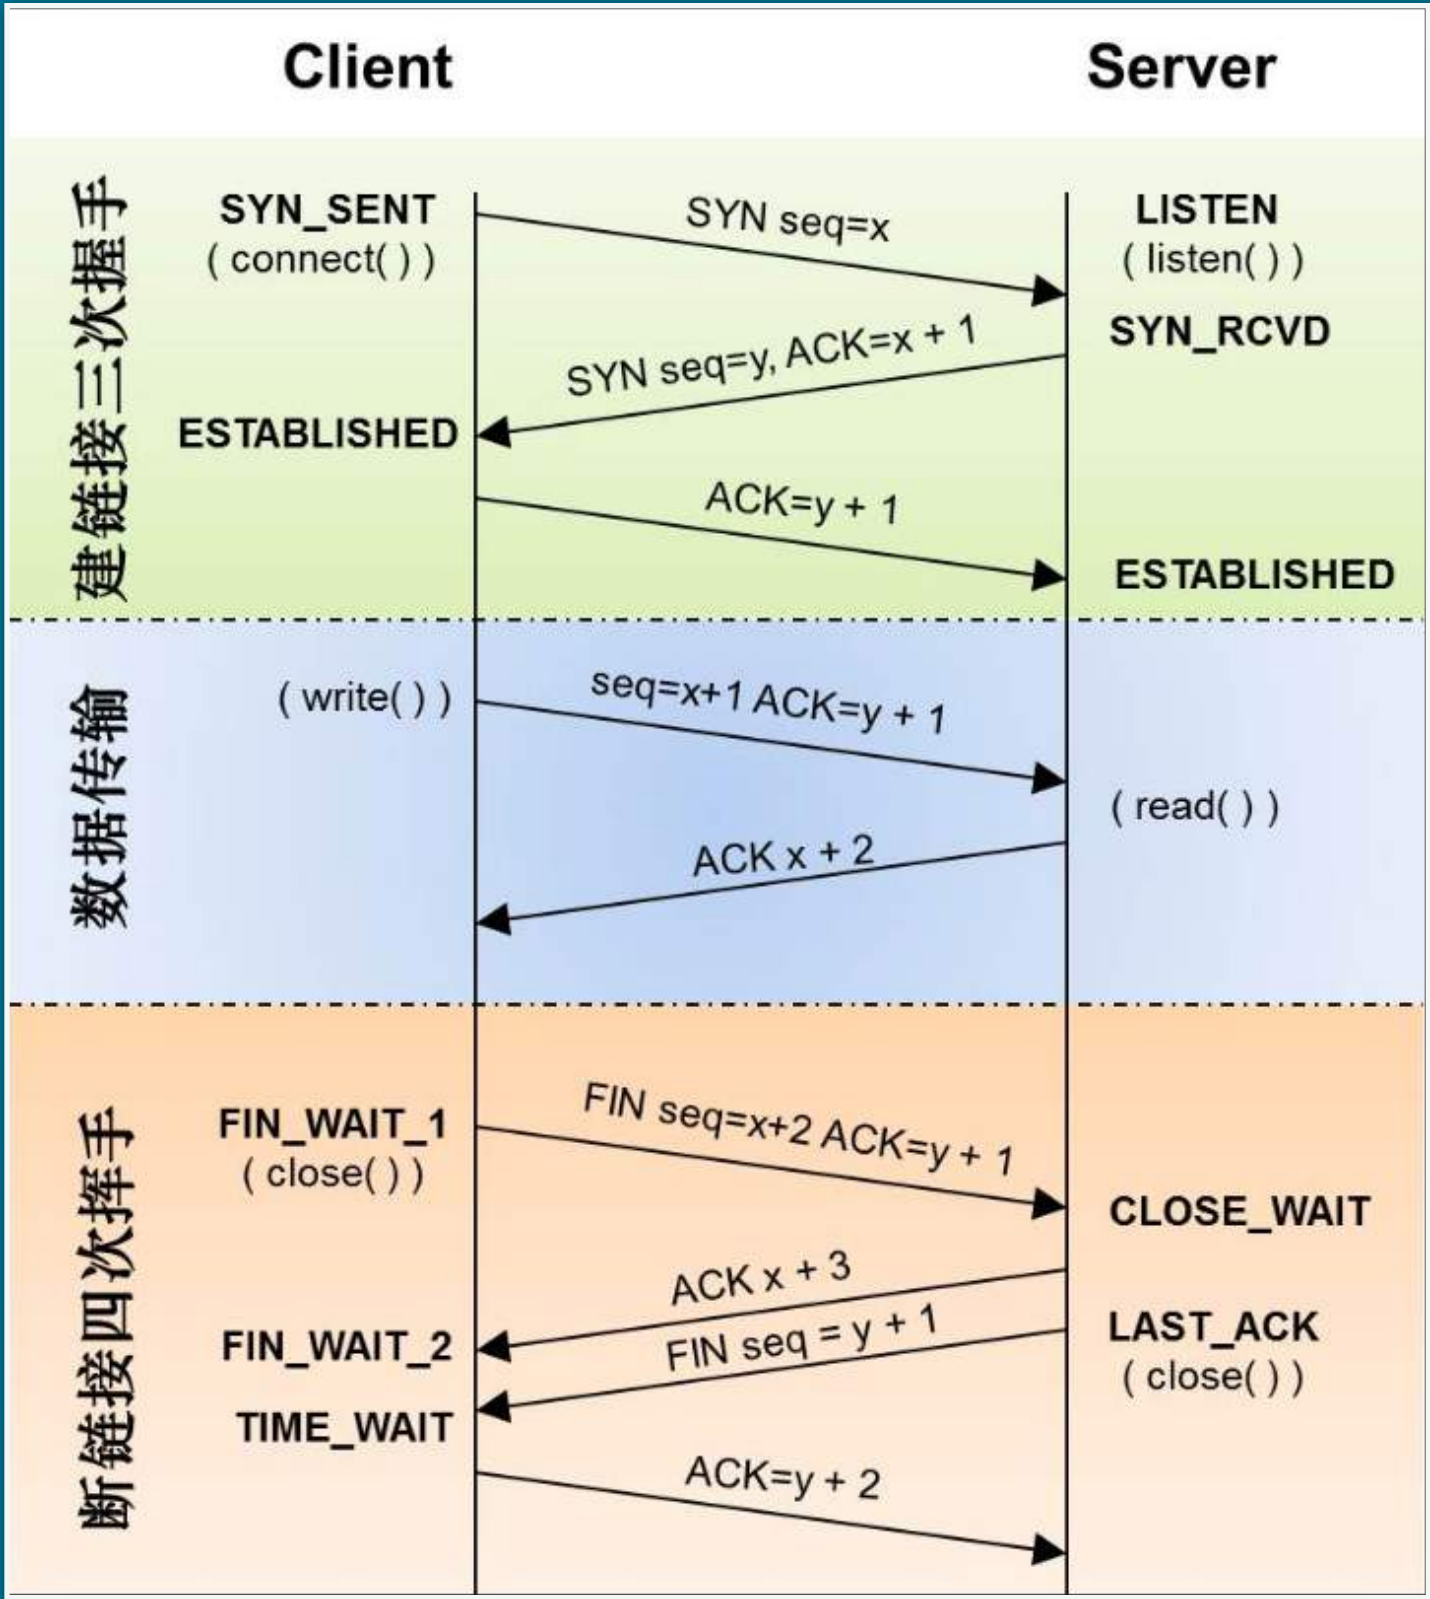 Client
Server
建链接三次握手
SYN_SENT
( connect( ) )
SYN seq=x
LISTEN
( listen( ) )
SYN_RCVD
SYN seq=y, ACK=x + 1
ESTABLISHED
ACK=y + 1
ESTABLISHED
数据传输
( write( ) )
seq=x+1 ACK=y + 1
( read( ) )
ACK x + 2
断链接四次挥手
FIN_WAIT_1
( close( ) )
FIN seq=x+2 ACK=y + 1
CLOSE_WAIT
ACK x + 3
FIN_WAIT_2
FIN seq = y + 1
LAST_ACK
( close( ) )
TIME_WAIT
ACK=y + 2